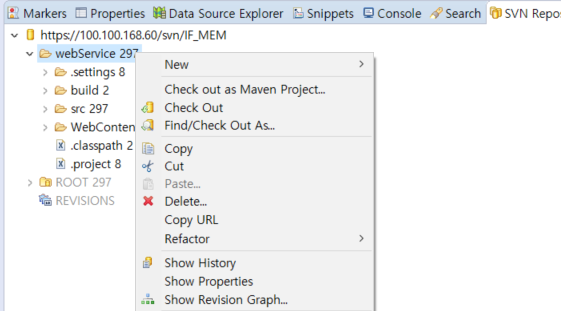 Markers Properties Data Source Explorer Snippets Console Search SVN Repos
https://100.100.168.60/svn/IF_MEM
webService 297
.settings 8
build 2
src 297
WebConten
.classpath 2
.project 8
ROOT 297
REVISIONS
New
Check out as Maven Project...
Check Out
Find/Check Out As...
Copy
Cut
Paste...
Delete...
Copy URL
Refactor
Show History
Show Properties
Show Revision Graph...